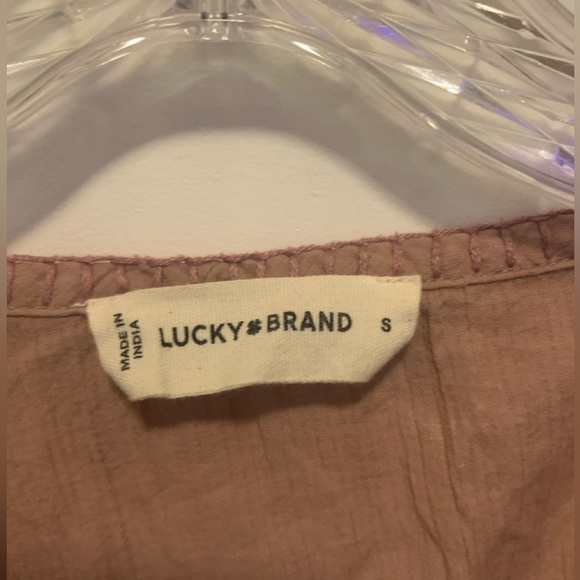 MADE IN
INDIA
LUCKY BRAND
S